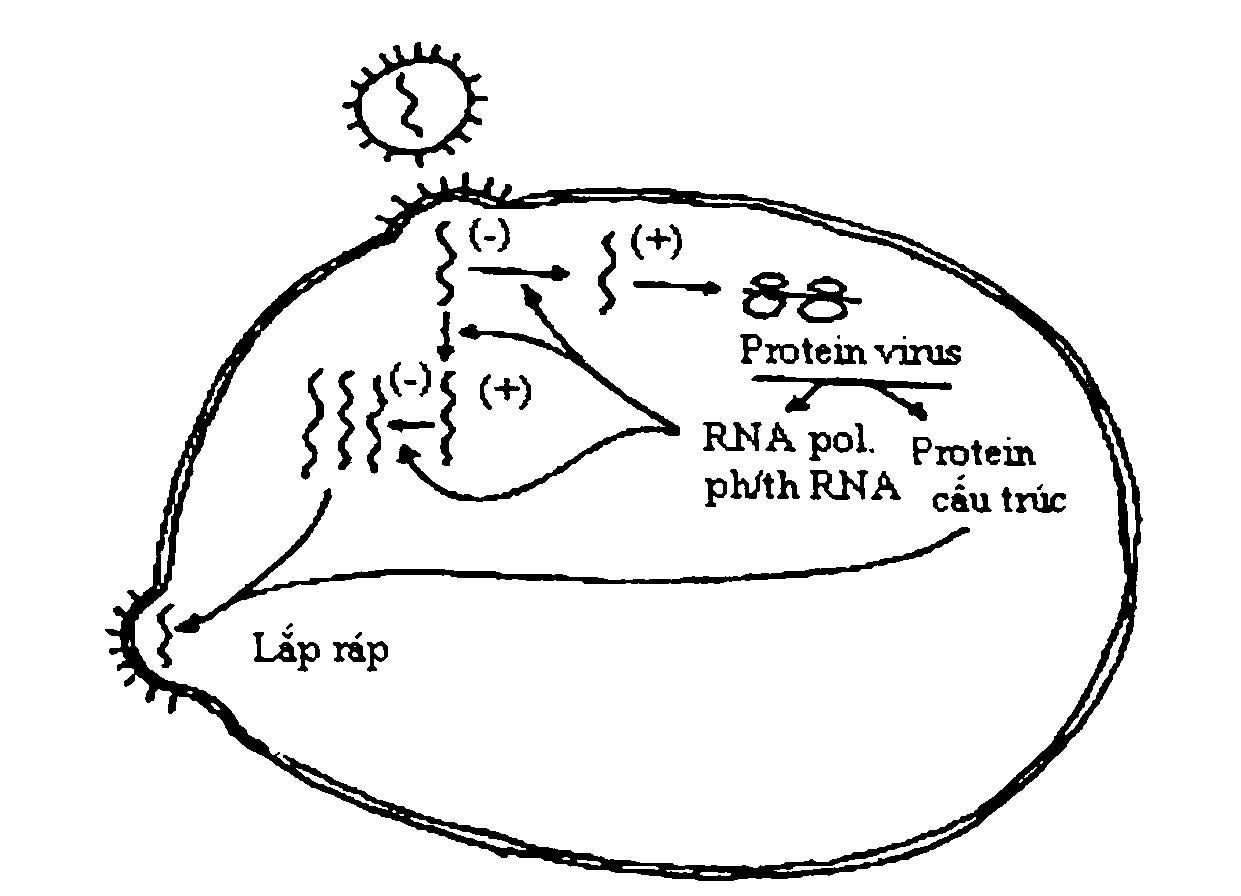 (-)
(+)
Protein virus
(-)
(+)
RNA pol.
ph/th RNA
Protein
cấu trúc
Lắp ráp